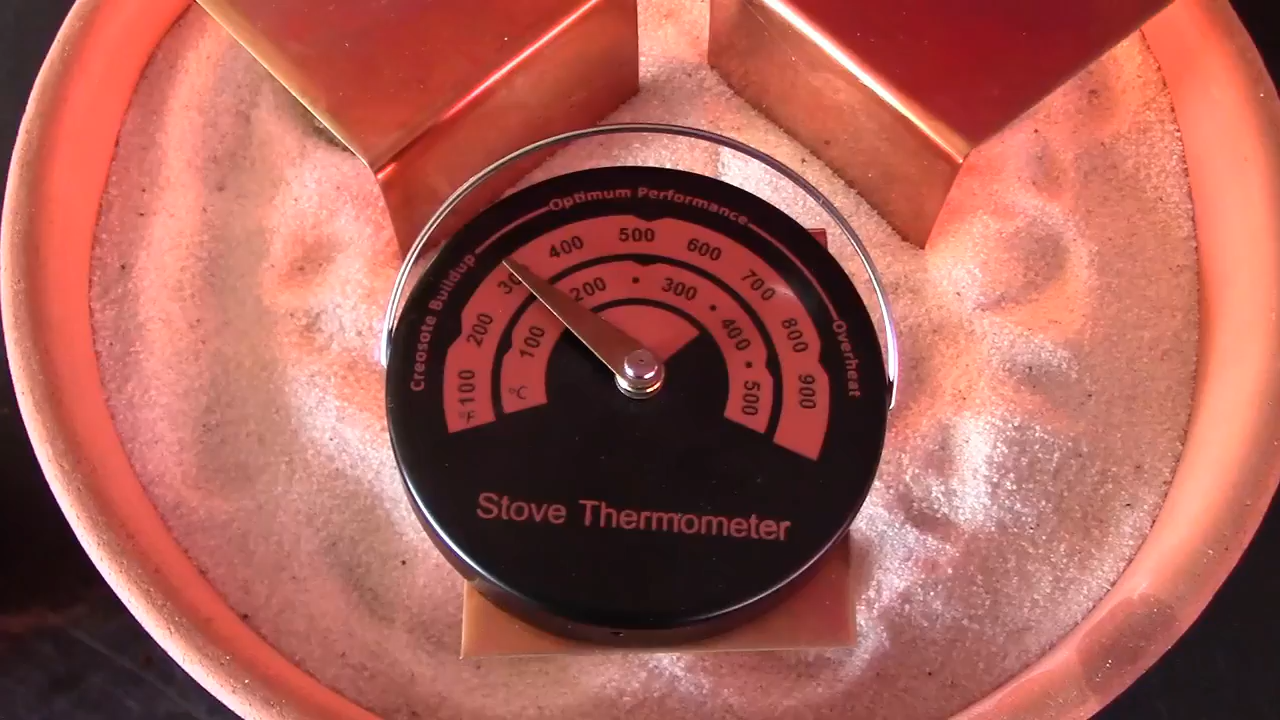 Creosote Buildup
Optimum Performance
Overheat
100 200 30 400 500 600 700 800 900
°F
100 200 300 400 500
°C
Stove Thermometer